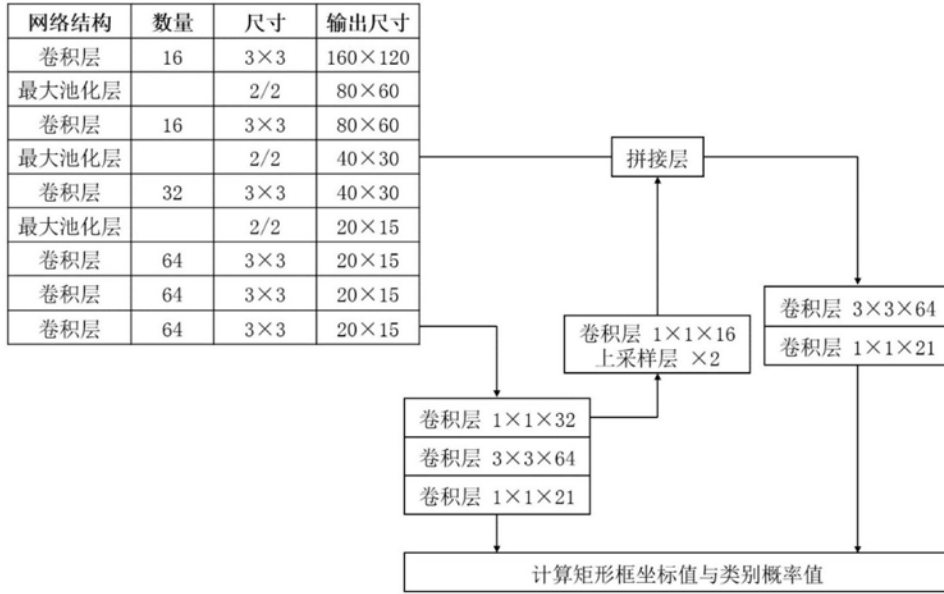 网络结构 数量 尺寸 输出尺寸
卷积层 16 3×3 160×120
最大池化层 2/2 80×60
卷积层 16 3×3 80×60
最大池化层 2/2 40×30
卷积层 32 3×3 40×30
最大池化层 2/2 20×15
卷积层 64 3×3 20×15
卷积层 64 3×3 20×15
卷积层 64 3×3 20×15
拼接层
卷积层 1×1×16
上采样层 ×2
卷积层 3×3×64
卷积层 1×1×21
卷积层 1×1×32
卷积层 3×3×64
卷积层 1×1×21
计算矩形框坐标值与类别概率值